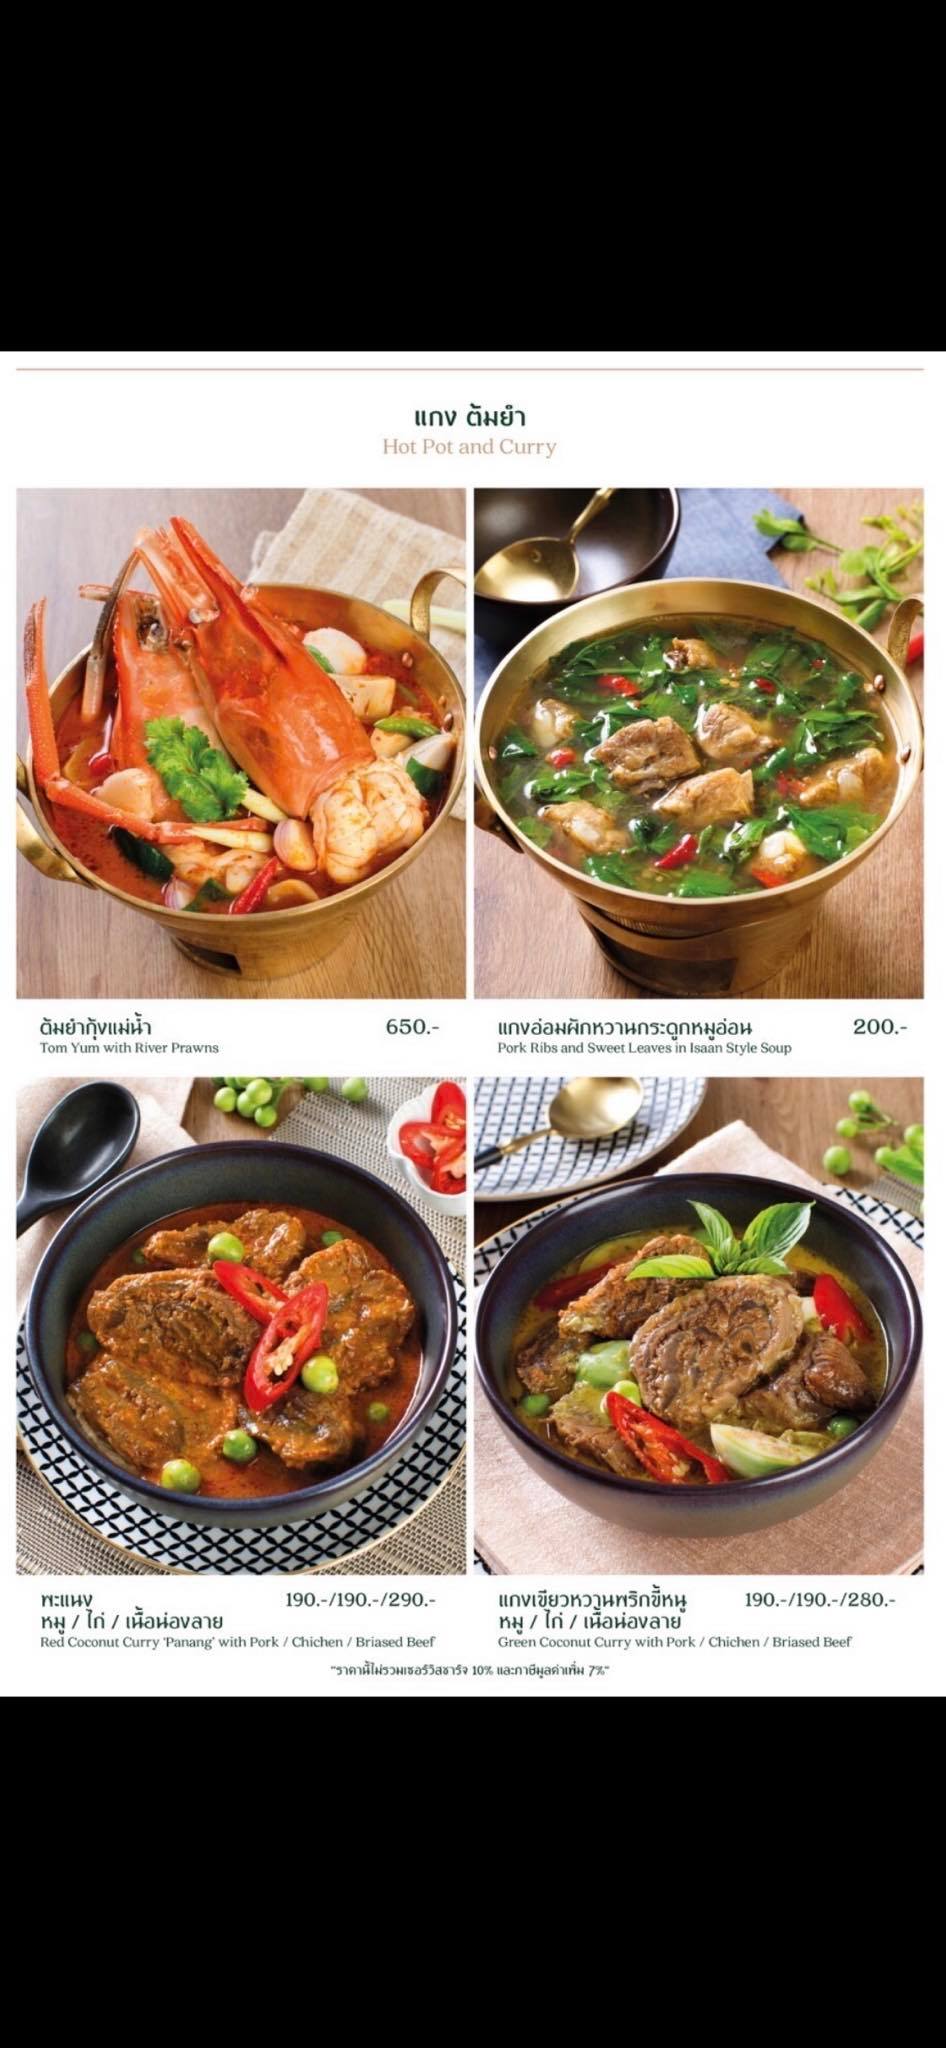 แกง ต้มยำ
Hot Pot and Curry
ต้มยำกุ้งแม่น้ำ 650.-
Tom Yum with River Prawns
แกงอ่อมผักหวานกระดูกหมูอ่อน 200.-
Pork Ribs and Sweet Leaves in Isaan Style Soup
พะแนง 190.-/190.-/290.-
หมู / ไก่ / เนื้อน่องลาย
Red Coconut Curry 'Panang' with Pork / Chichen / Briased Beef
แกงเขียวหวานพริกขี้หนู 190.-/190.-/280.-
หมู / ไก่ / เนื้อน่องลาย
Green Coconut Curry with Pork / Chichen / Briased Beef
"ราคานี้ไม่รวมเซอร์วิสชาร์จ 10% และภาษีมูลค่าเพิ่ม 7%"